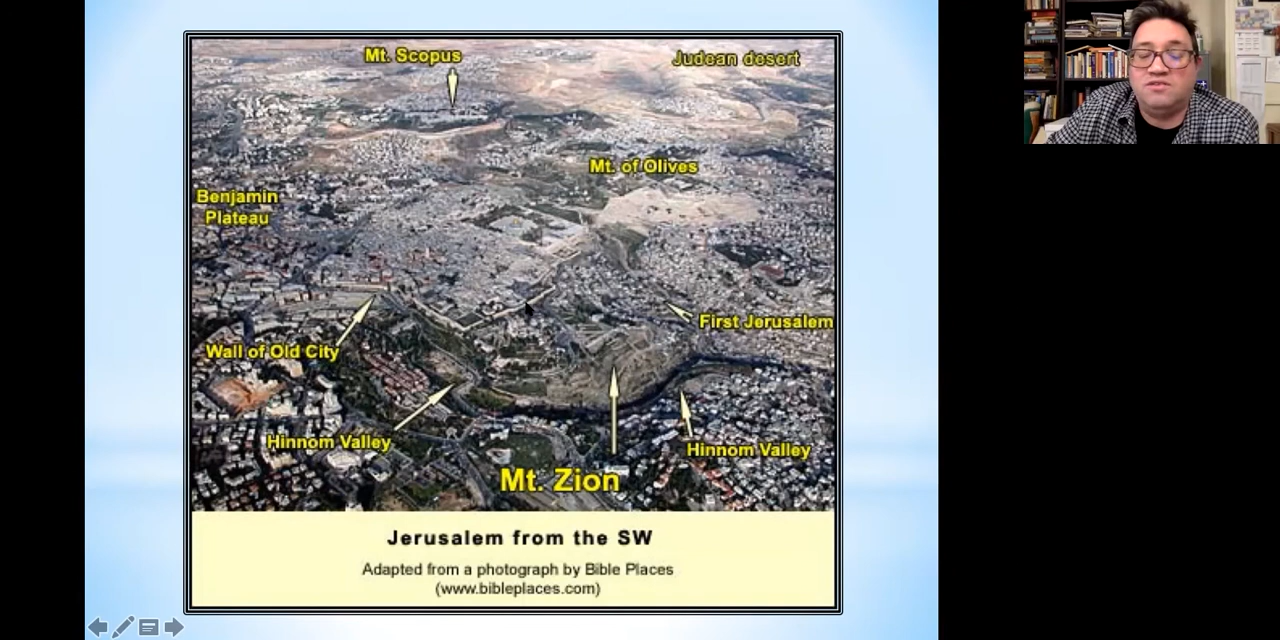 Mt. Scopus
Judean desert
Mt. of Olives
Benjamin
Plateau
First Jerusalem
Wall of Old City
Hinnom Valley
Hinnom Valley
Mt. Zion
Jerusalem from the SW
Adapted from a photograph by Bible Places
(www.bibleplaces.com)